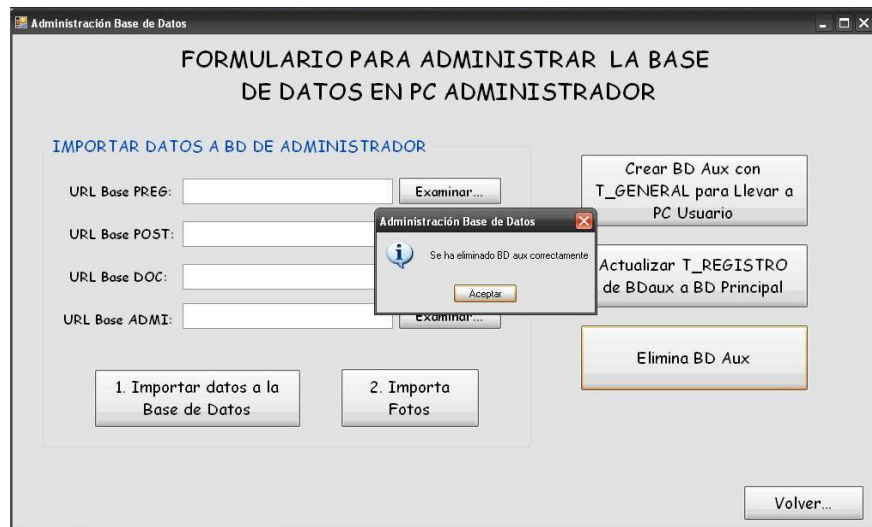 Administración Base de Datos
FORMULARIO PARA ADMINISTRAR LA BASE
DE DATOS EN PC ADMINISTRADOR
IMPORTAR DATOS A BD DE ADMINISTRADOR
URL Base PREG:
Examinar...
URL Base POST:
URL Base DOC:
URL Base ADMI:
Examinar...
1. Importar datos a la
Base de Datos
2. Importa
Fotos
Administración Base de Datos
Se ha eliminado BD aux correctamente
Aceptar
Crear BD Aux con
T_GENERAL para Llevar a
PC Usuario
Actualizar T_REGISTRO
de BDaux a BD Principal
Elimina BD Aux
Volver...